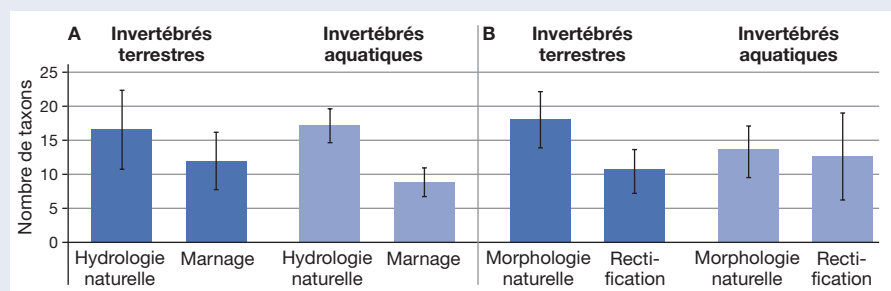 A
Invertébrés
terrestres
Invertébrés
aquatiques
B
Invertébrés
terrestres
Invertébrés
aquatiques
Nombre de taxons
25
20
15
10
5
0
Hydrologie
naturelle
Marnage
Hydrologie
naturelle
Marnage
Morphologie
naturelle
Recti-
fication
Morphologie
naturelle
Recti-
fication